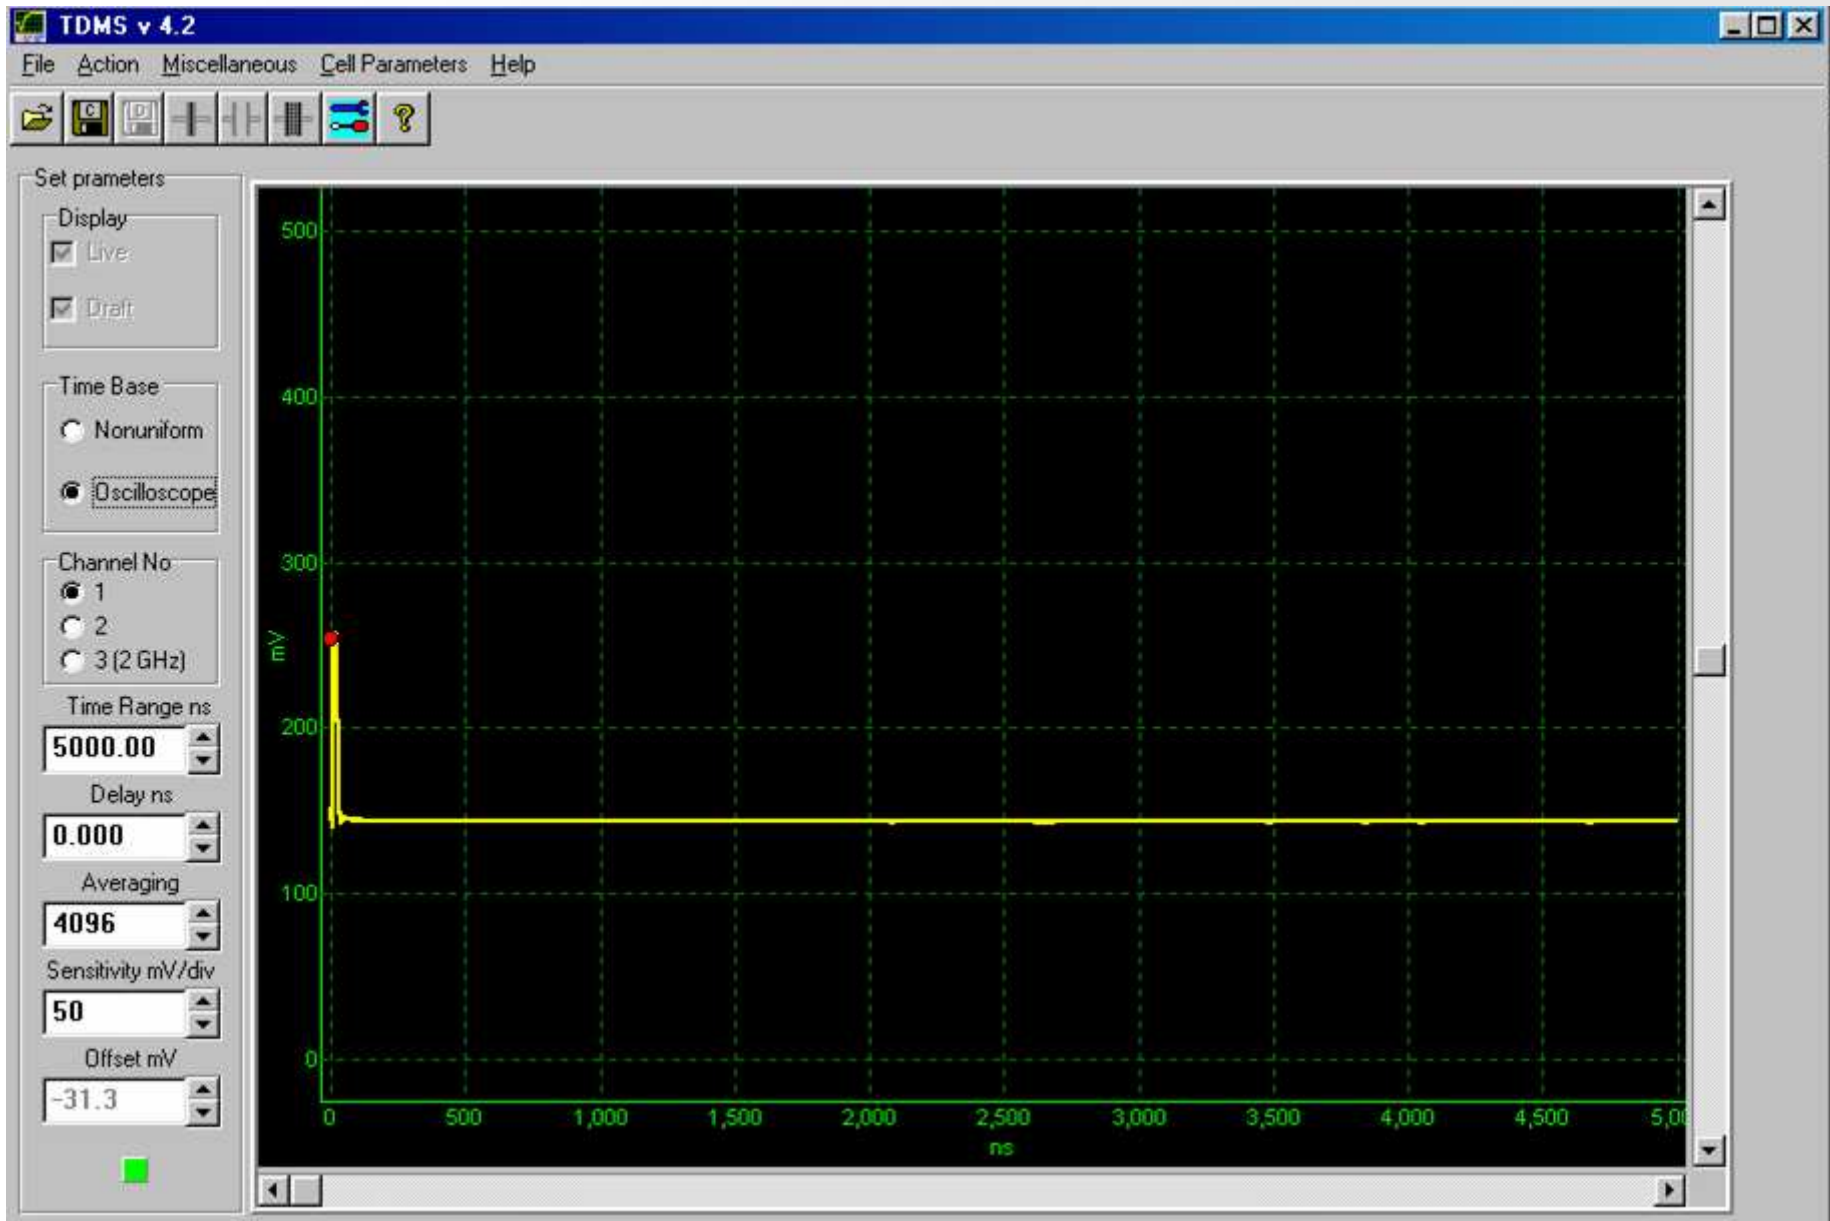 TDMS v 4.2
File Action Miscellaneous Cell Parameters Help
C D ?
Set prameters
Display
Live
Draft
Time Base
Nonuniform
Oscilloscope
Channel No
1
2
3 (2 GHz)
Time Range ns
5000.00
Delay ns
0.000
Averaging
4096
Sensitivity mV/div
50
Offset mV
-31.3
500
400
300
mV
200
100
0
0 500 1,000 1,500 2,000 2,500 3,000 3,500 4,000 4,500 5,00
ns